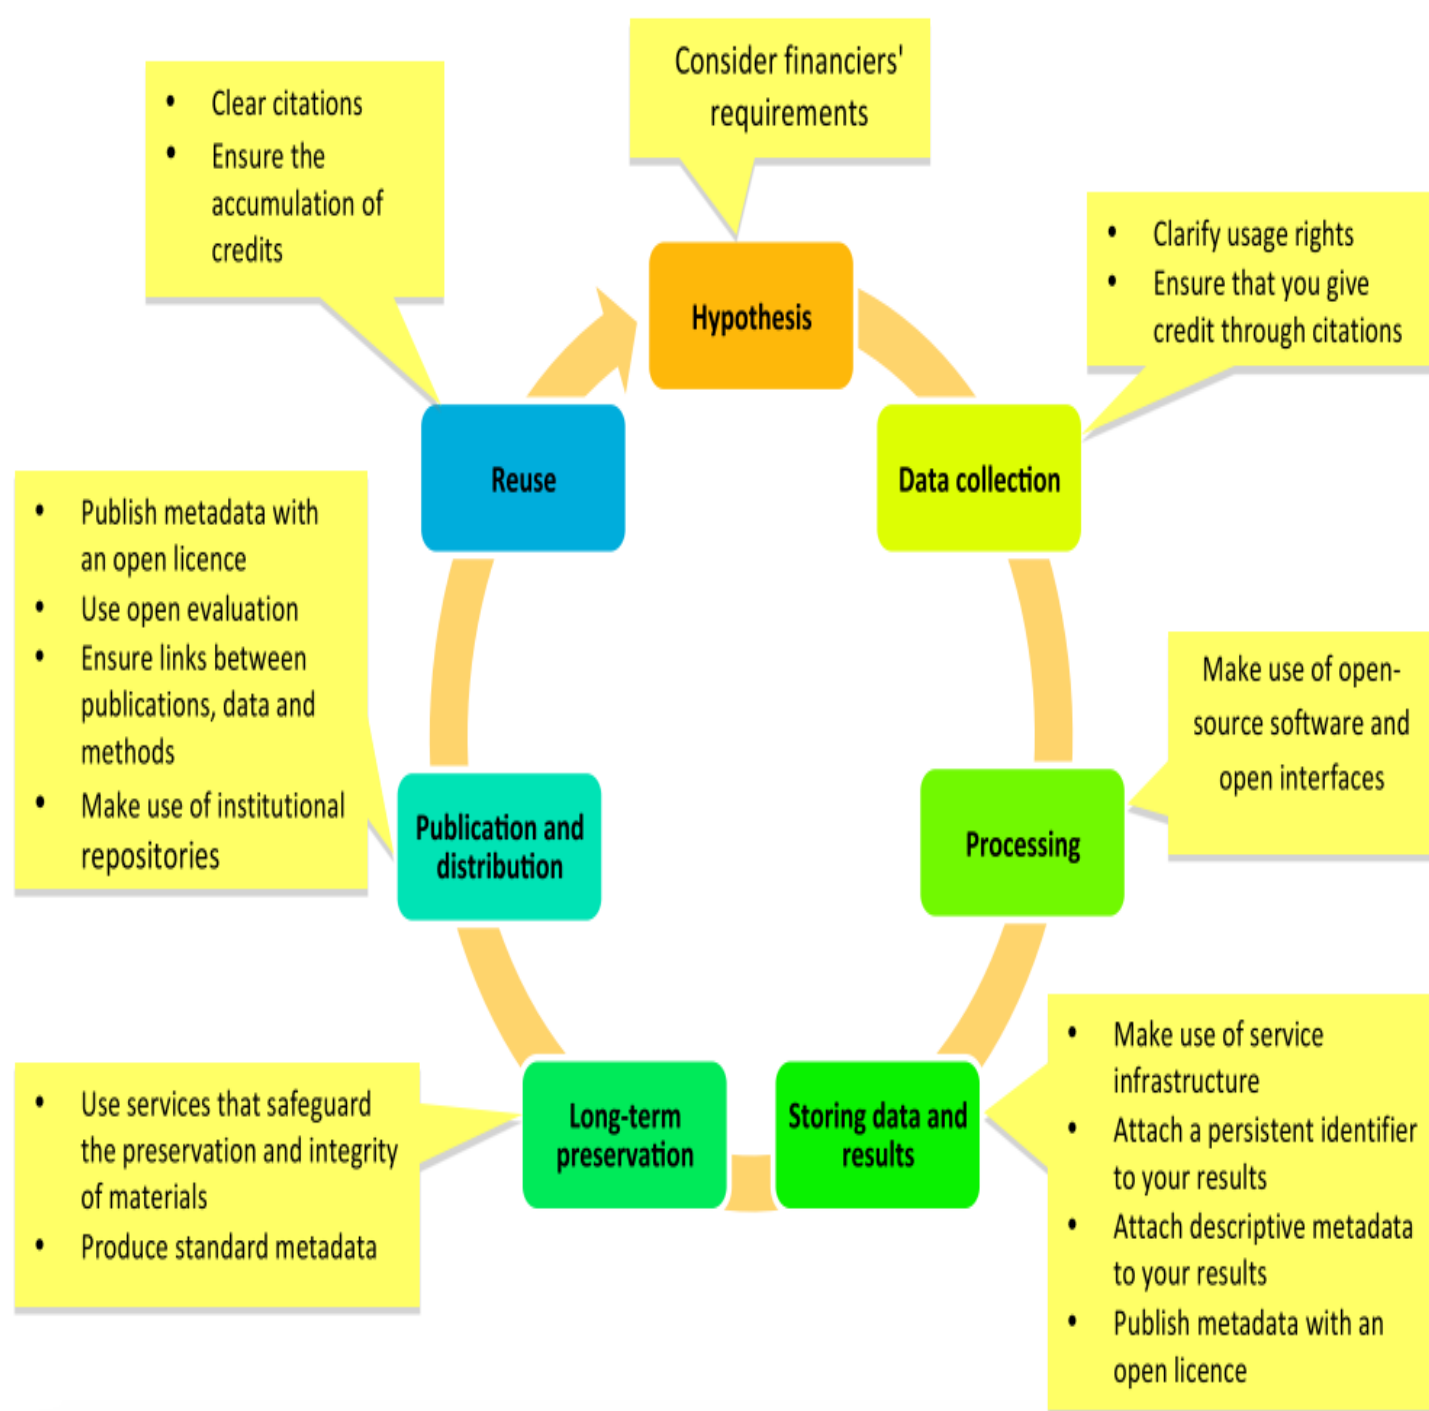 Consider financiers'
requirements
• Clear citations
• Ensure the
accumulation of
credits
• Clarify usage rights
• Ensure that you give
credit through citations
Hypothesis
Reuse
Data collection
• Publish metadata with
an open licence
• Use open evaluation
• Ensure links between
publications, data and
methods
• Make use of institutional
repositories
Make use of open-
source software and
open interfaces
Publication and
distribution
Processing
• Use services that safeguard
the preservation and integrity
of materials
• Produce standard metadata
Long-term
preservation
Storing data and
results
• Make use of service
infrastructure
• Attach a persistent identifier
to your results
• Attach descriptive metadata
to your results
• Publish metadata with an
open licence